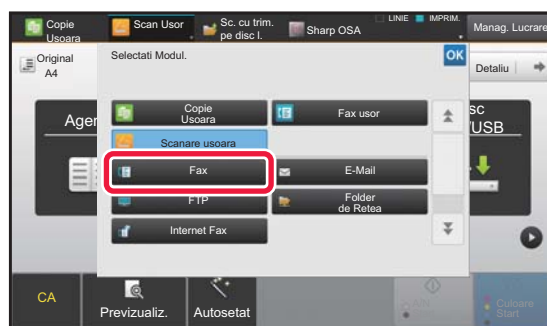 Copie
Usoara
Scan Usor
Sc. cu trim.
pe disc l.
Sharp OSA
LINIE
IMPRIM.
Manag. Lucrare
Original
A4
Selectati Modul.
OK
Detaliu
Agen
Copie
Usoara
Fax usor
sc
/USB
Scanare usoara
Fax
E-Mail
FTP
Folder
de Retea
Internet Fax
CA
Previzualiz.
Autosetat
Culoare
Start